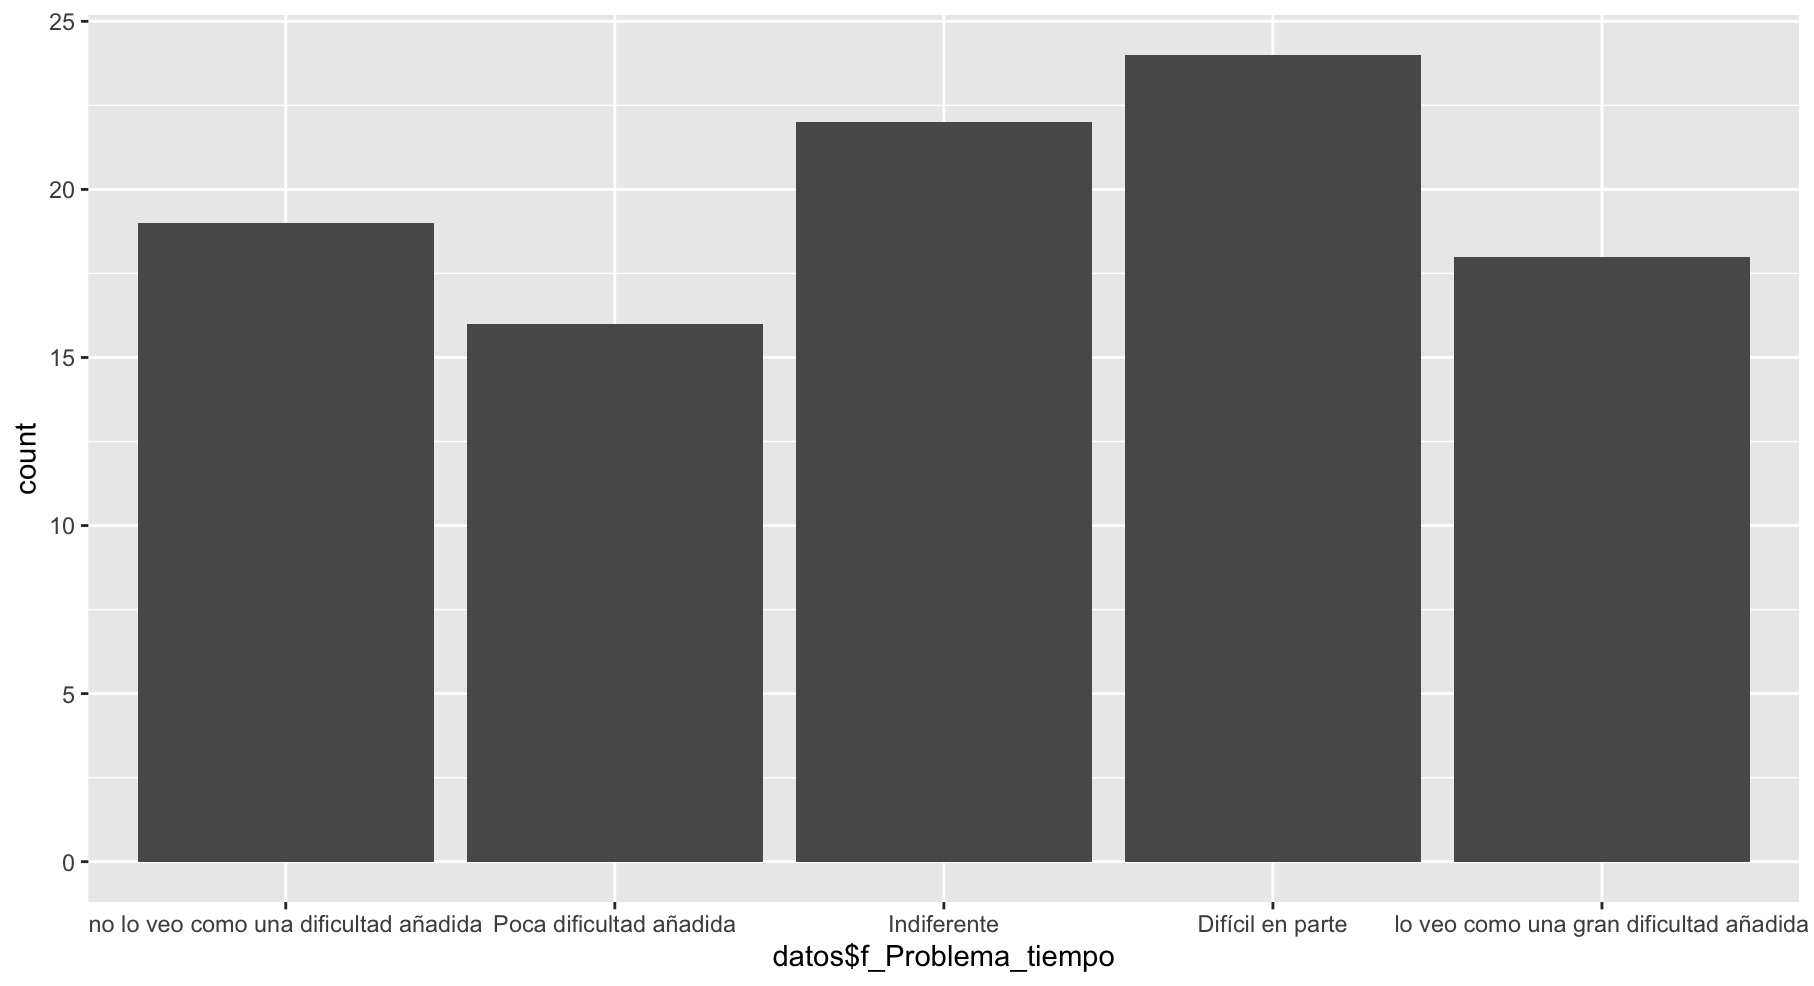 25
20
15
10
5
0
count
no lo veo como una dificultad añadida Poca dificultad añadida Indiferente Difícil en parte lo veo como una gran dificultad añadida
datos$f_Problema_tiempo